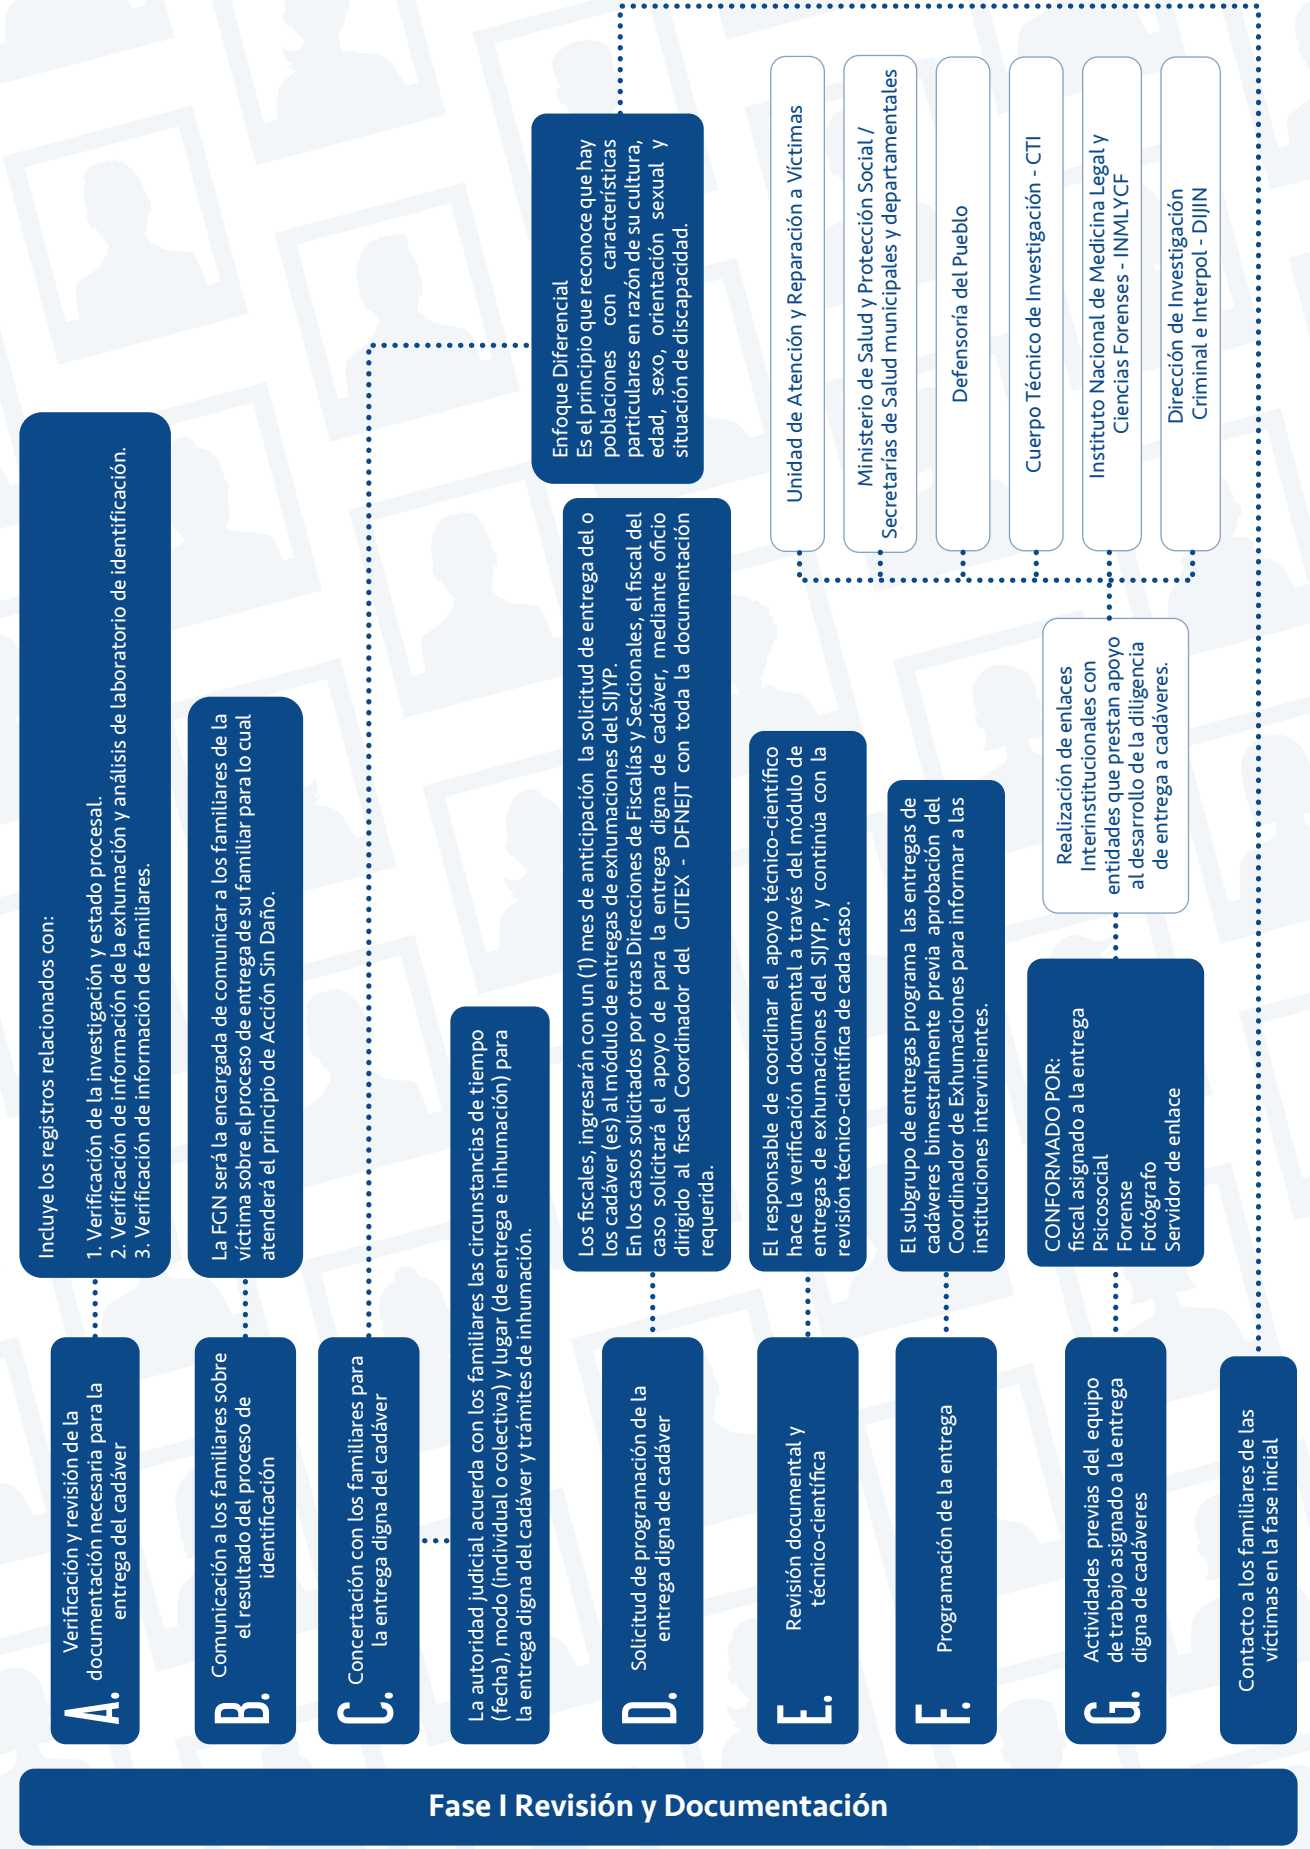 Fase I Revisión y Documentación
A.
Verificación y revisión de la
documentación necesaria para la
entrega del cadáver
Incluye los registros relacionados con:
1. Verificación de la investigación y estado procesal.
2. Verificación de información de la exhumación y análisis de laboratorio de identificación.
3. Verificación de información de familiares.
B.
Comunicación a los familiares sobre
el resultado del proceso de
identificación
La FGN será la encargada de comunicar a los familiares de la
víctima sobre el proceso de entrega de su familiar para lo cual
atenderá el principio de Acción Sin Daño.
C.
Concertación con los familiares para
la entrega digna del cadáver
La autoridad judicial acuerda con los familiares las circunstancias de tiempo
(fecha), modo (individual o colectiva) y lugar (de entrega e inhumación) para
la entrega digna del cadáver y trámites de inhumación.
Enfoque Diferencial
Es el principio que reconoce que hay
poblaciones con características
particulares en razón de su cultura,
edad, sexo, orientación sexual y
situación de discapacidad.
D.
Solicitud de programación de la
entrega digna de cadáver
Los fiscales, ingresarán con un (1) mes de anticipación la solicitud de entrega del o
los cadáver (es) al módulo de entregas de exhumaciones del SIJYP.
En los casos solicitados por otras Direcciones de Fiscalías y Seccionales, el fiscal del
caso solicitará el apoyo de para la entrega digna de cadáver, mediante oficio
dirigido al fiscal Coordinador del GITEX - DFNEJT con toda la documentación
requerida.
E.
Revisión documental y
técnico-científica
El responsable de coordinar el apoyo técnico-científico
hace la verificación documental a través del módulo de
entregas de exhumaciones del SIJYP, y continúa con la
revisión técnico-científica de cada caso.
F.
Programación de la entrega
El subgrupo de entregas programa las entregas de
cadáveres bimestralmente previa aprobación del
Coordinador de Exhumaciones para informar a las
instituciones intervinientes.
G.
Actividades previas del equipo
de trabajo asignado a la entrega
digna de cadáveres
CONFORMADO POR:
fiscal asignado a la entrega
Psicosocial
Forense
Fotógrafo
Servidor de enlace
Realización de enlaces
Interinstitucionales con
entidades que prestan apoyo
al desarrollo de la diligencia
de entrega a cadáveres.
Unidad de Atención y Reparación a Víctimas
Ministerio de Salud y Protección Social /
Secretarías de Salud municipales y departamentales
Defensoría del Pueblo
Cuerpo Técnico de Investigación - CTI
Instituto Nacional de Medicina Legal y
Ciencias Forenses - INMLYCF
Dirección de Investigación
Criminal e Interpol - DIJIN
Contacto a los familiares de las
víctimas en la fase inicial